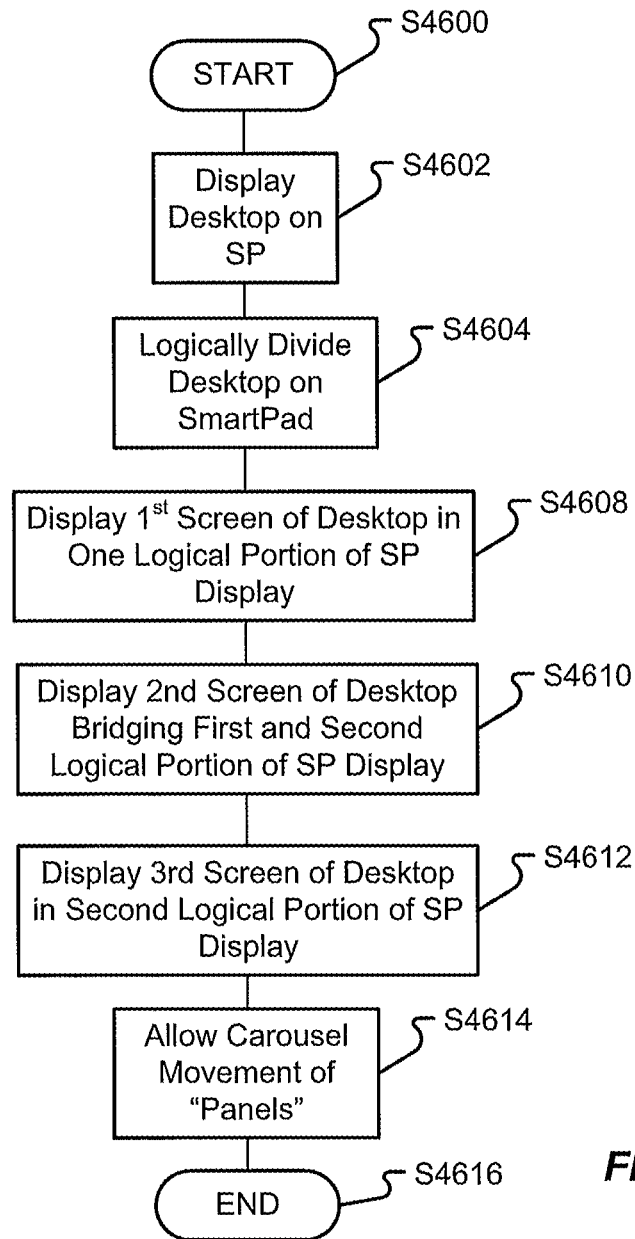 START
S4600
Display
Desktop on
SP
S4602
Logically Divide
Desktop on
SmartPad
S4604
Display 1st Screen of Desktop in
One Logical Portion of SP
Display
S4608
Display 2nd Screen of Desktop
Bridging First and Second
Logical Portion of SP Display
S4610
Display 3rd Screen of Desktop
in Second Logical Portion of SP
Display
S4612
Allow Carousel
Movement of
“Panels”
S4614
END
S4616